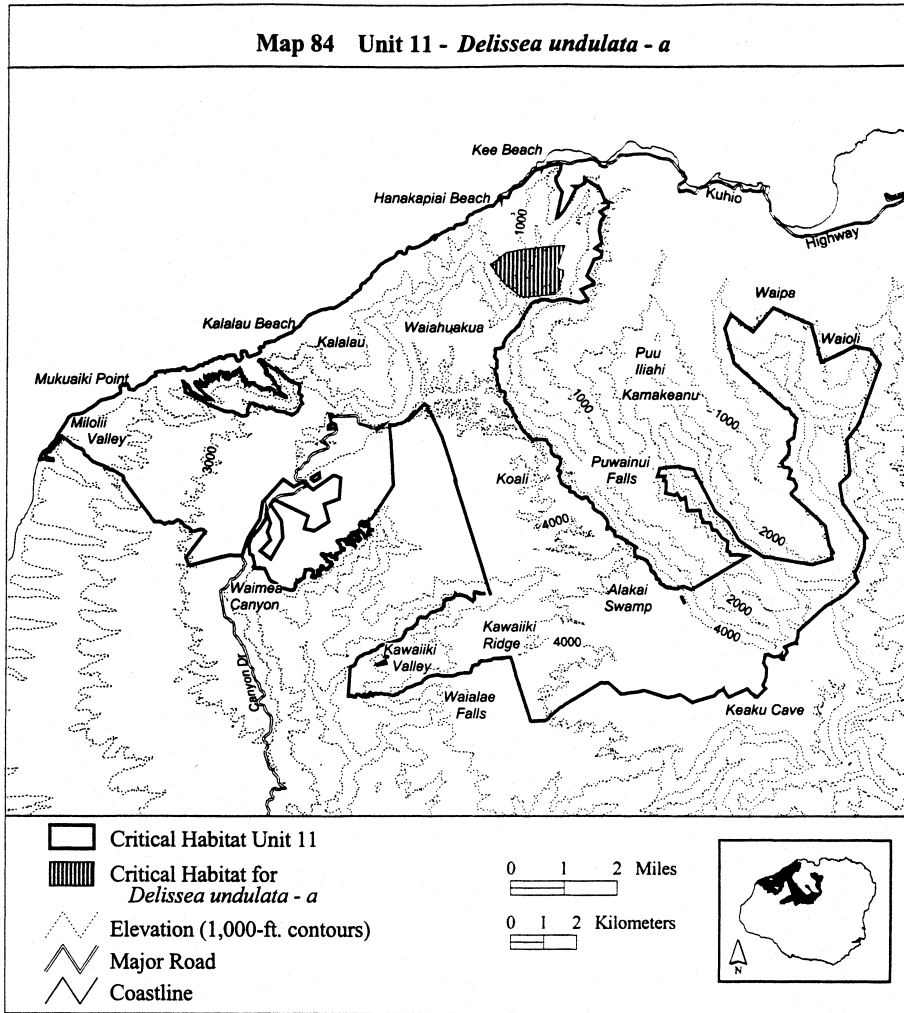 Map 84 Unit 11 - Delissea undulata - a
Kee Beach
Hanakapiai Beach
Kuhio
Highway
1000
Waipa
Kalalau Beach
Kalalau
Waiahuakua
Waioli
Puu
Iliahi
Mukuaiki Point
Kamakeanu
1000
1000
Milolii
Valley
3000
Puwainui
Falls
Koali
4000
2000
Waimea
Canyon
Alakai
Swamp
2000
4000
Kawaiiki
Ridge
4000
Kawaiiki
Valley
Canyon Dr
Waialae
Falls
Keaku Cave
Critical Habitat Unit 11
Critical Habitat for
Delissea undulata - a
Elevation (1,000-ft. contours)
Major Road
Coastline
0 1 2 Miles
0 1 2 Kilometers
N